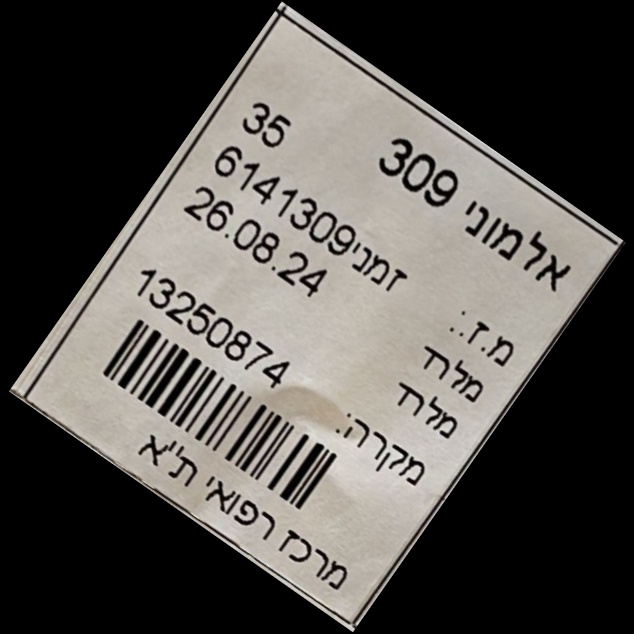 אלמוני 309
35
מ.ז.: זמני6141309
מלרד 26.08.24
מלרד
מקרה: 13250874
מרכז רפואי ת"א